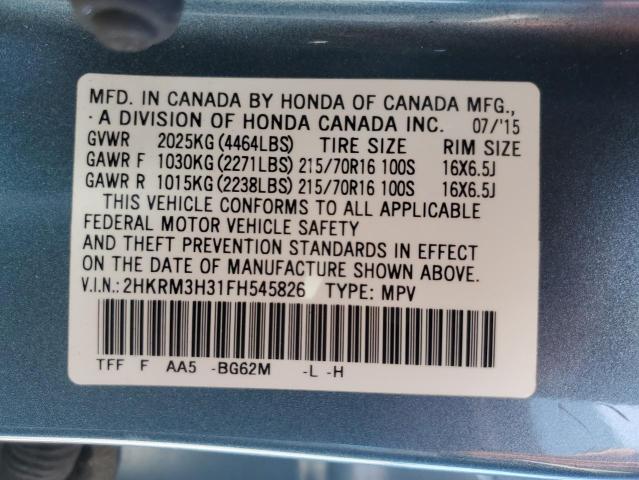 MFD. IN CANADA BY HONDA OF CANADA MFG.,
· A DIVISION OF HONDA CANADA INC. 07/'15
GVWR 2025KG (4464LBS) TIRE SIZE RIM SIZE
GAWR F 1030KG (2271LBS) 215/70R16 100S 16X6.5J
GAWR R 1015KG (2238LBS) 215/70R16 100S 16X6.5J
THIS VEHICLE CONFORMS TO ALL APPLICABLE
FEDERAL MOTOR VEHICLE SAFETY
AND THEFT PREVENTION STANDARDS IN EFFECT
ON THE DATE OF MANUFACTURE SHOWN ABOVE.
V.I.N.:2HKRM3H31FH545826 TYPE: MPV
TFF F AA5 -BG62M -L -H